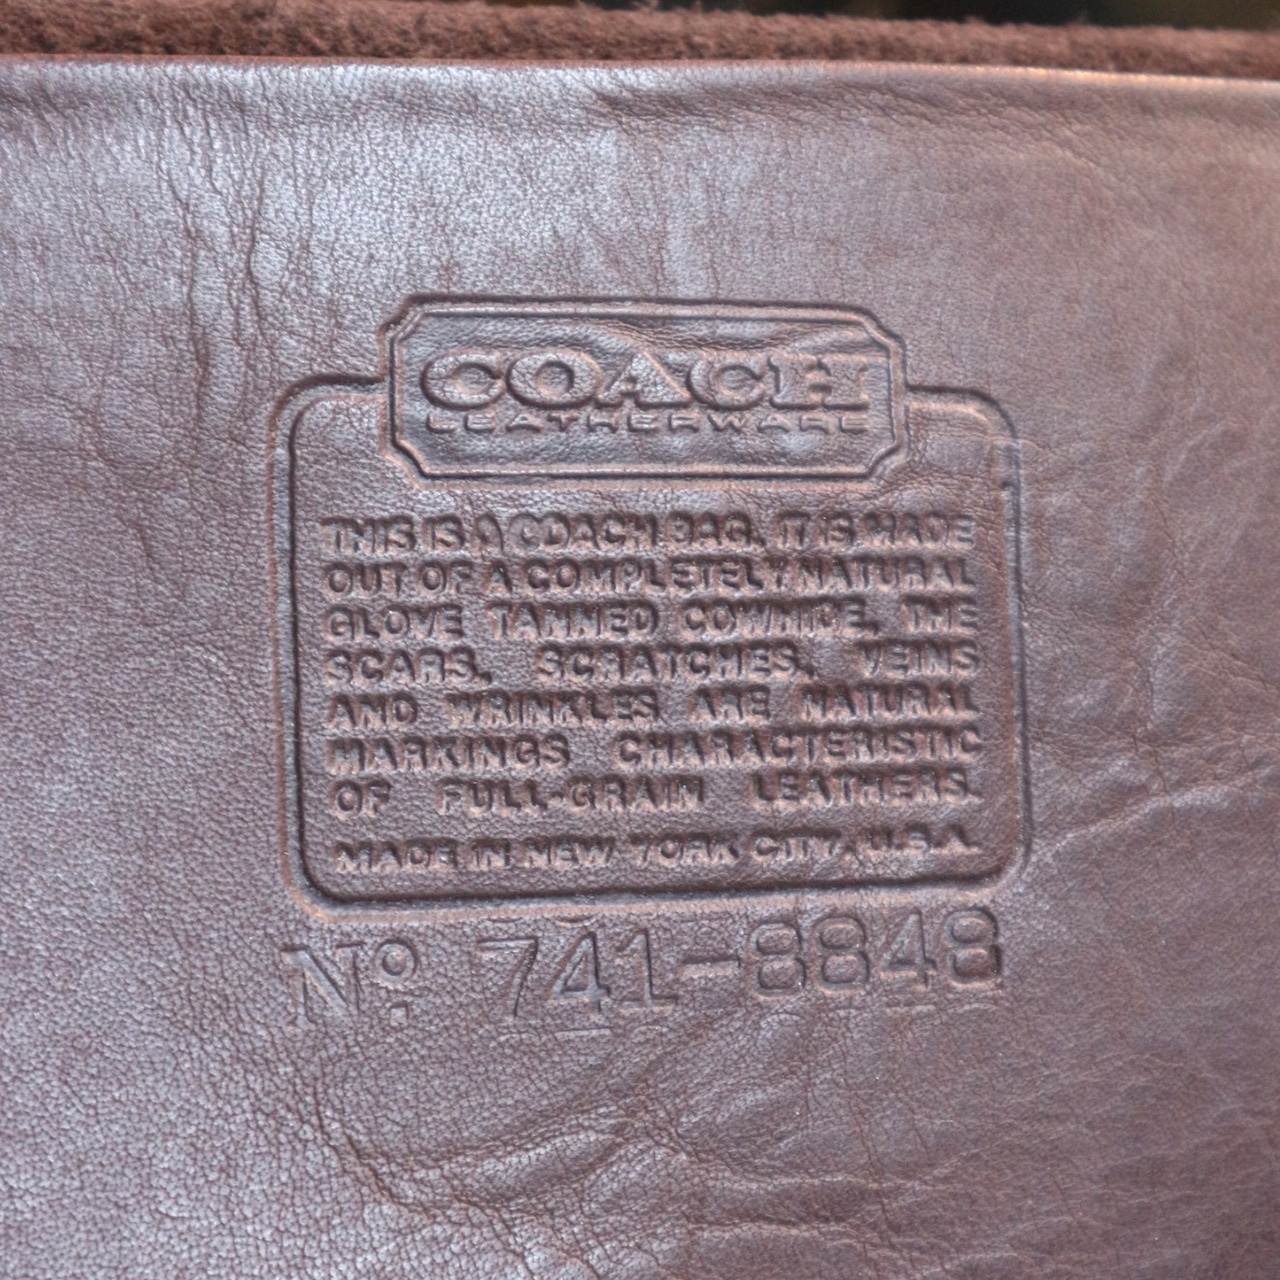 COACH
LEATHERWARE
THIS IS A COACH BAG. IT IS MADE
OUT OF A COMPLETELY NATURAL
GLOVE TANNED COWHIDE, THE
SCARS, SCRATCHES, VEINS
AND WRINKLES ARE NATURAL
MARKINGS CHARACTERISTIC
OF FULL-GRAIN LEATHERS.
MADE IN NEW YORK CITY, U.S.A.
Nº 741-8848